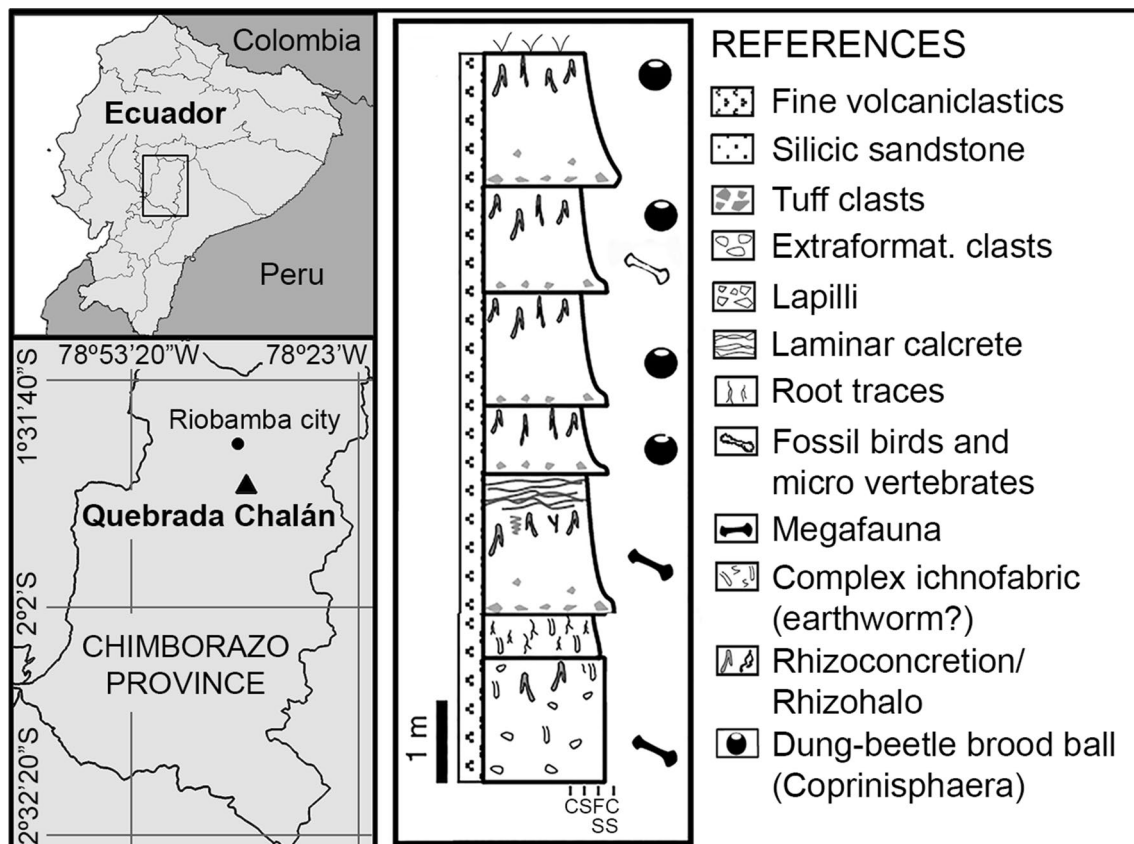 Colombia
Ecuador
Peru
78º53’20”W
78º23’W
1º31’40”S
Riobamba city
Quebrada Chalán
2º2’S
CHIMBORAZO
PROVINCE
2º32’20”S
1 m
CSFC
SS
REFERENCES
Fine volcaniclastics
Silicic sandstone
Tuff clasts
Extraformat. clasts
Lapilli
Laminar calcrete
Root traces
Fossil birds and
micro vertebrates
Megafauna
Complex ichnofabric
(earthworm?)
Rhizoconcretion/
Rhizohalo
Dung-beetle brood ball
(Coprinisphaera)